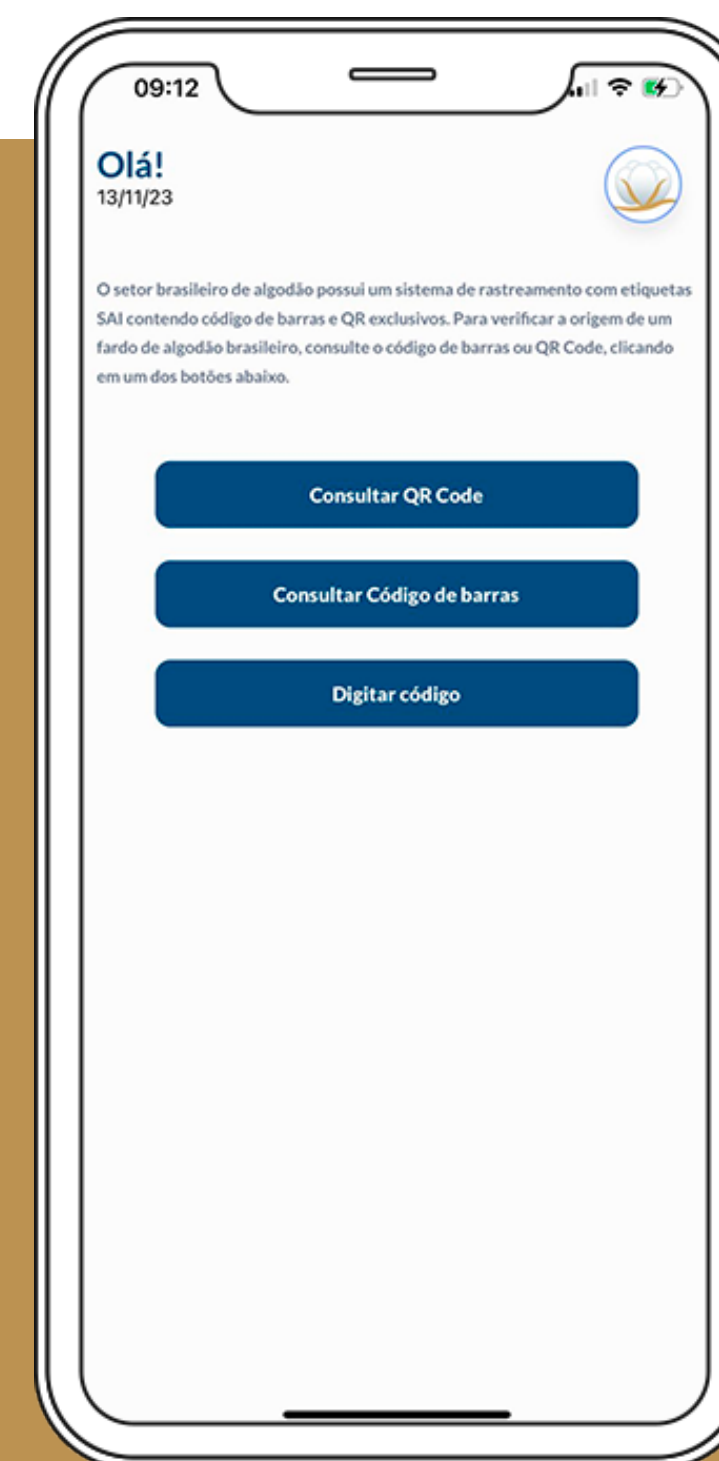 09:12
Olá!
13/11/23
O setor brasileiro de algodão possui um sistema de rastreamento com etiquetas
SAI contendo código de barras e QR exclusivos. Para verificar a origem de um
fardo de algodão brasileiro, consulte o código de barras ou QR Code, clicando
em um dos botões abaixo.
Consultar QR Code
Consultar Código de barras
Digitar código